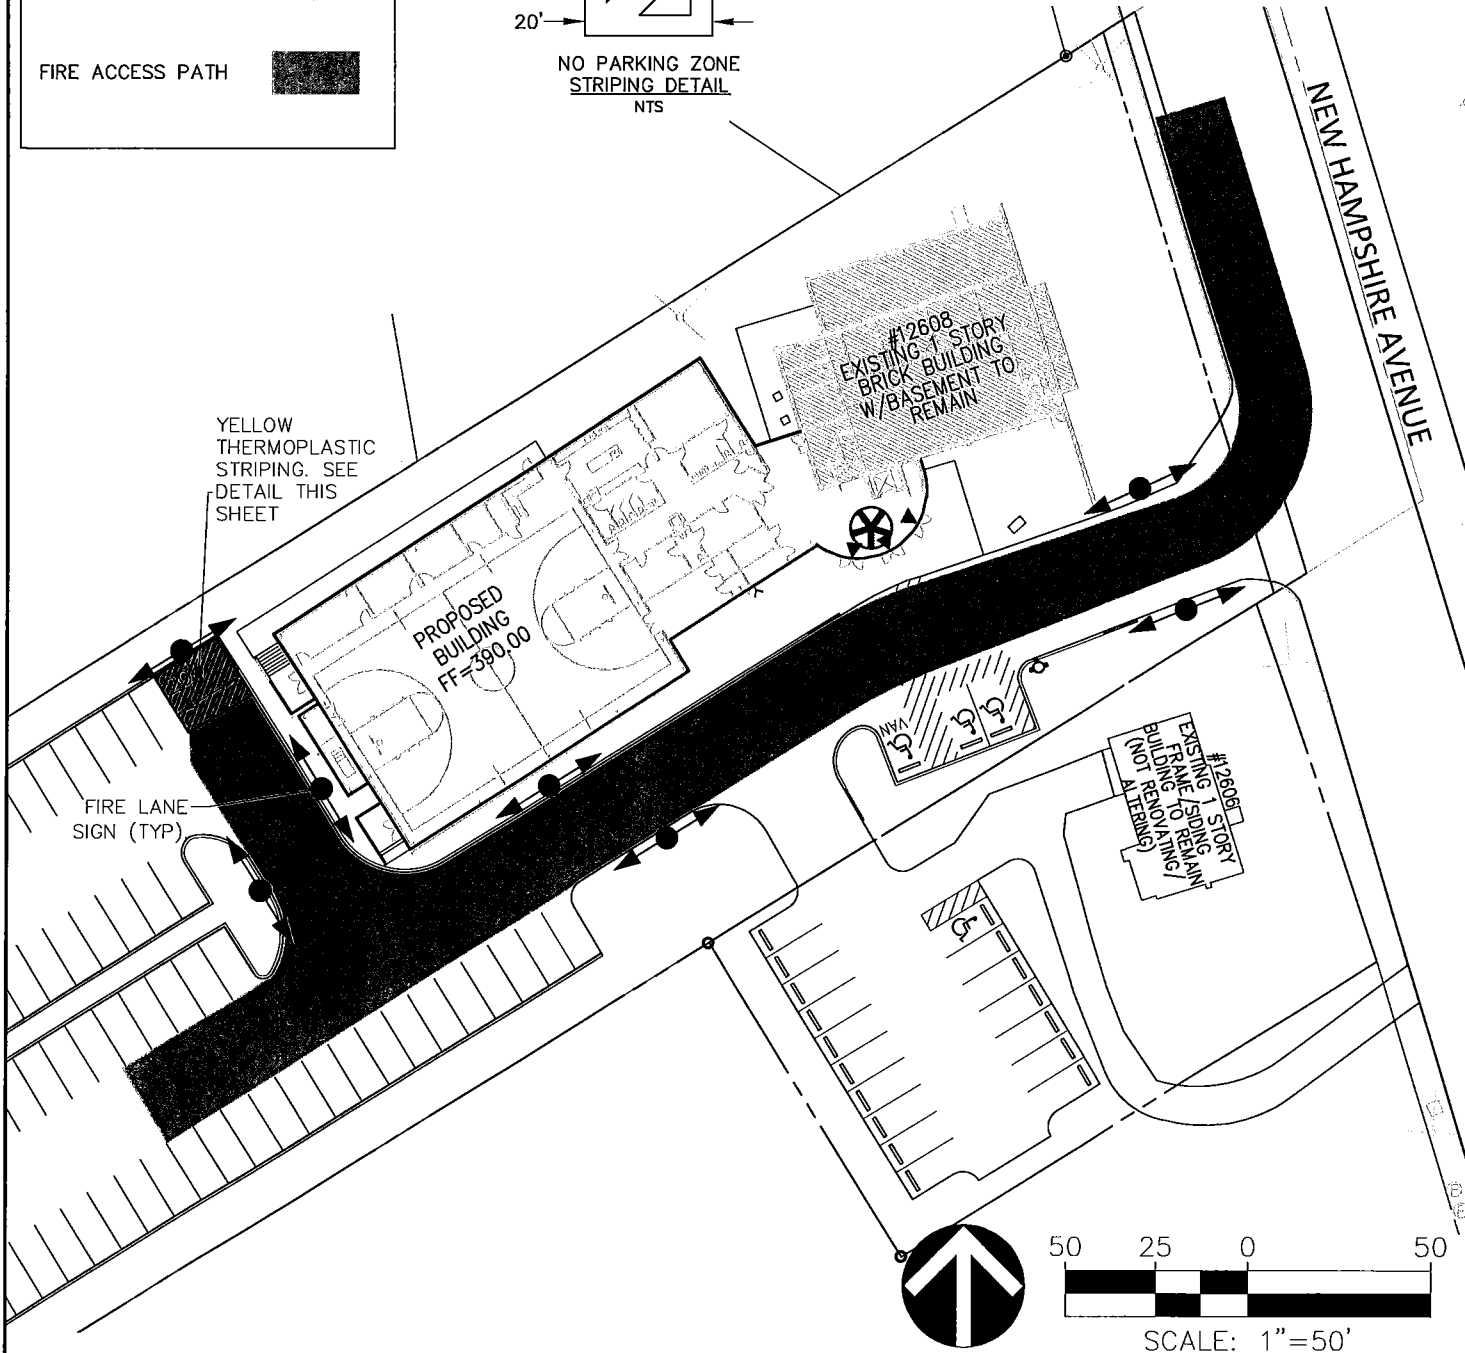 FIRE ACCESS PATH
20'
NO PARKING ZONE
STRIPING DETAIL
NTS
NEW HAMPSHIRE AVENUE
#12608
EXISTING 1 STORY
BRICK BUILDING
W/BASEMENT TO
REMAIN
YELLOW
THERMOPLASTIC
STRIPING. SEE
DETAIL THIS
SHEET
PROPOSED
BUILDING
FF=390.00
VAN
#12606
EXISTING 1 STORY
FRAME/SIDING
BUILDING TO REMAIN
(NOT RENOVATING/
ALTERING)
FIRE LANE
SIGN (TYP)
50 25 0 50
SCALE: 1"=50'